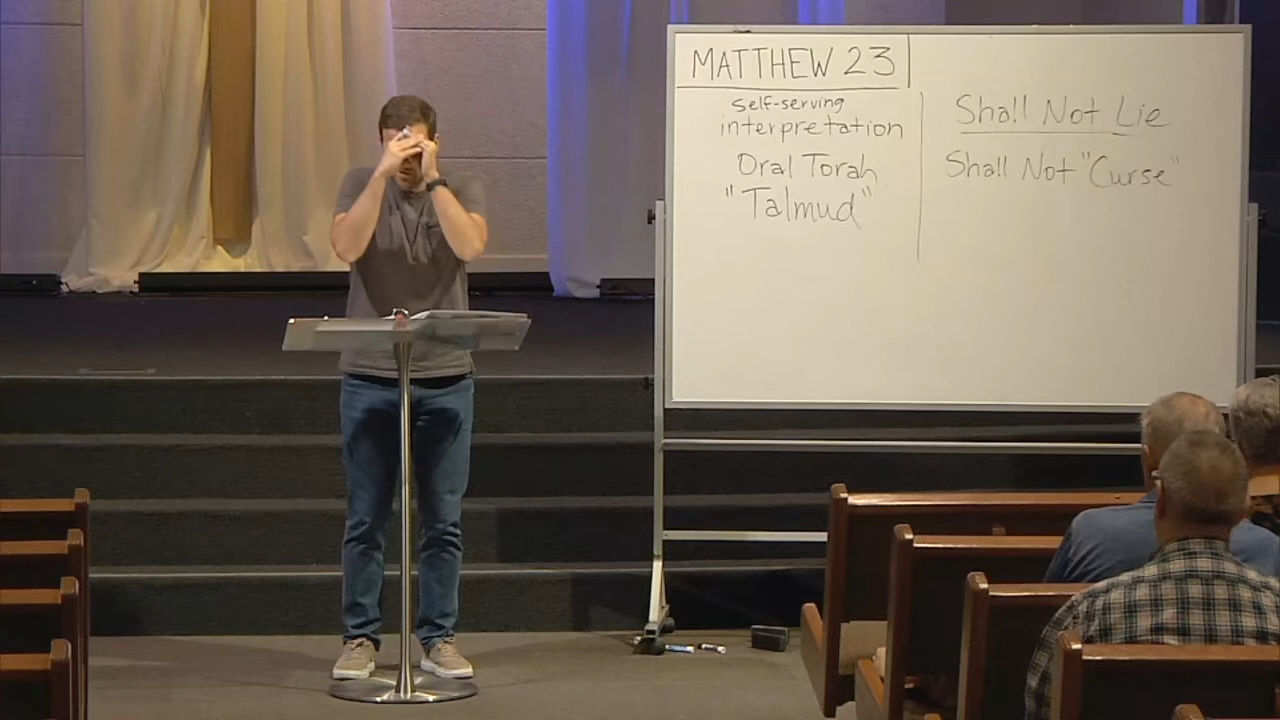 MATTHEW 23
self-serving
interpretation
Oral Torah
"Talmud"
Shall Not Lie
Shall Not "Curse"